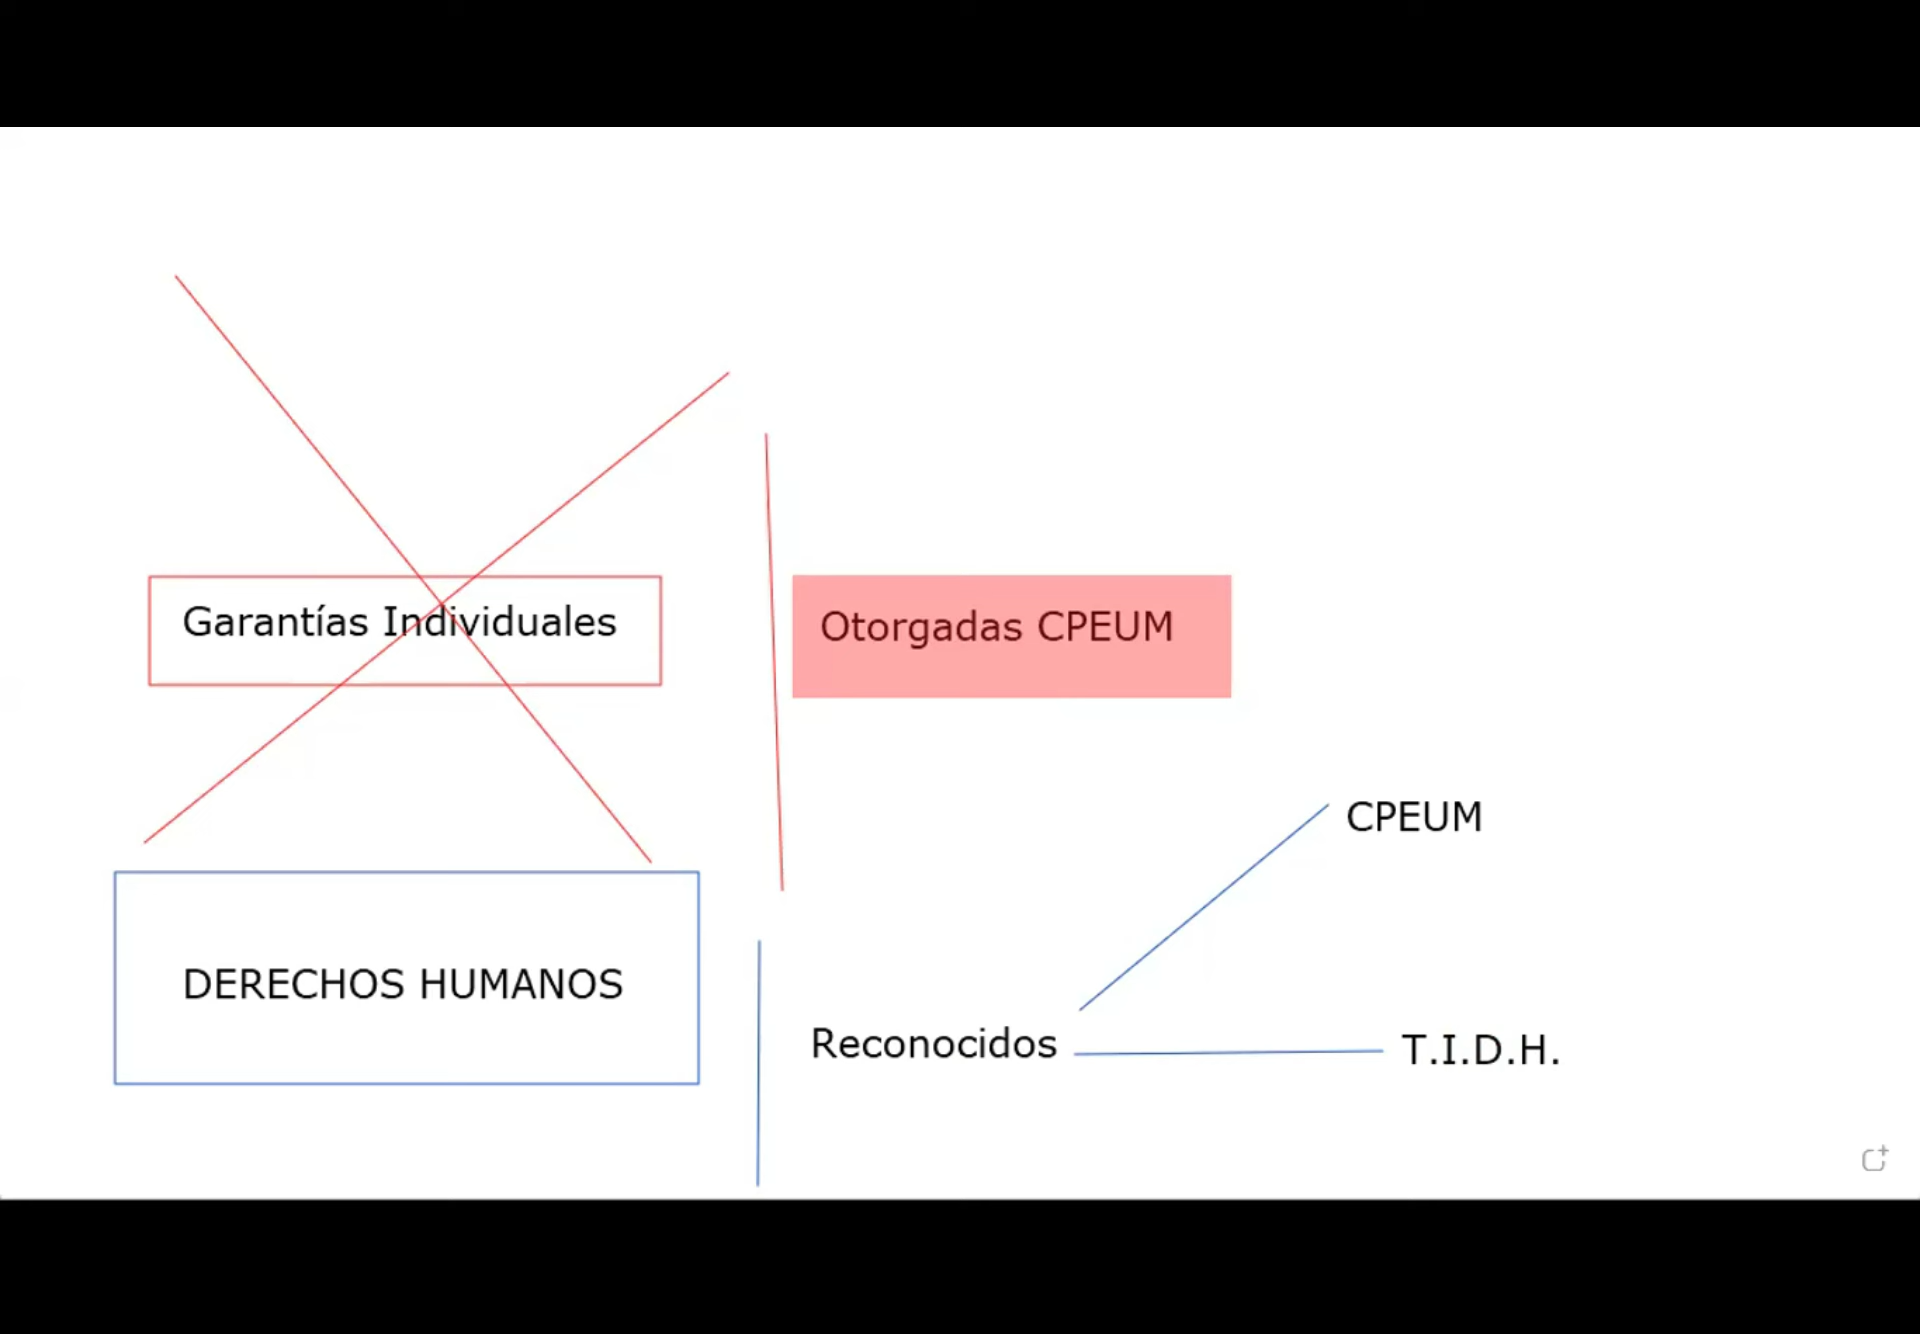 Garantías Individuales
Otorgadas CPEUM
CPEUM
DERECHOS HUMANOS
Reconocidos
T.I.D.H.